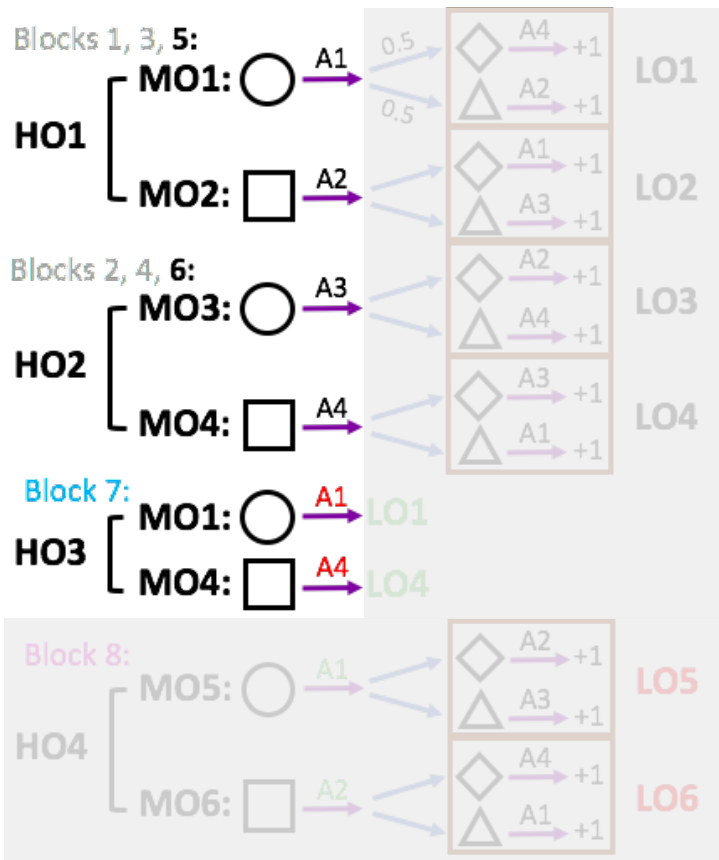 Blocks 1, 3, 5:
HO1
MO1: A1 0.5 0.5 A4 +1 A2 +1 LO1
MO2: A2 A1 +1 A3 +1 LO2
Blocks 2, 4, 6:
HO2
MO3: A3 A2 +1 A4 +1 LO3
MO4: A4 A3 +1 A1 +1 LO4
Block 7:
HO3
MO1: A1 LO1
MO4: A4 LO4
Block 8:
HO4
MO5: A1 A2 +1 A3 +1 LO5
MO6: A2 A4 +1 A1 +1 LO6